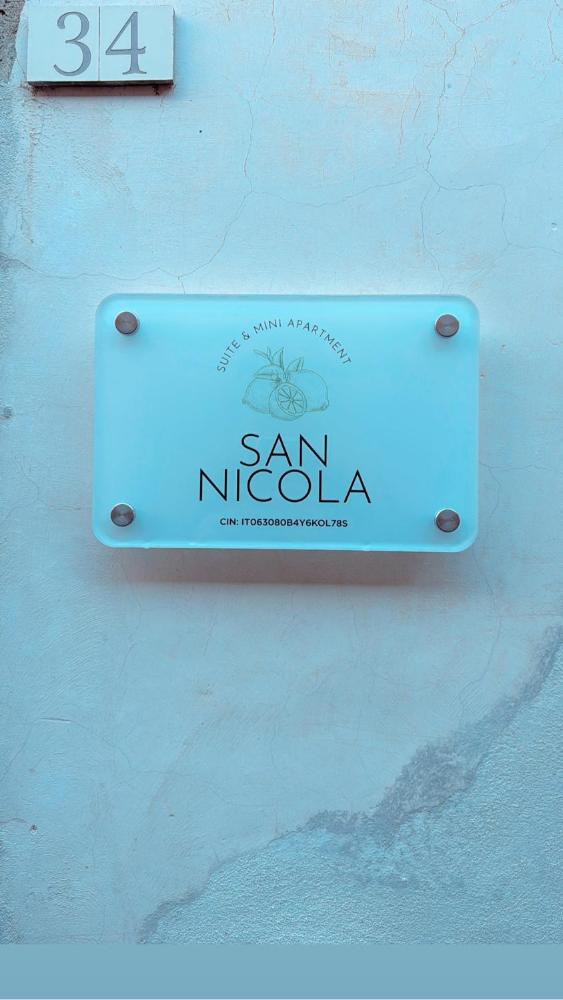 34
SUITE & MINI APARTMENT
SAN
NICOLA
CIN: IT063080B4Y6KOL78S